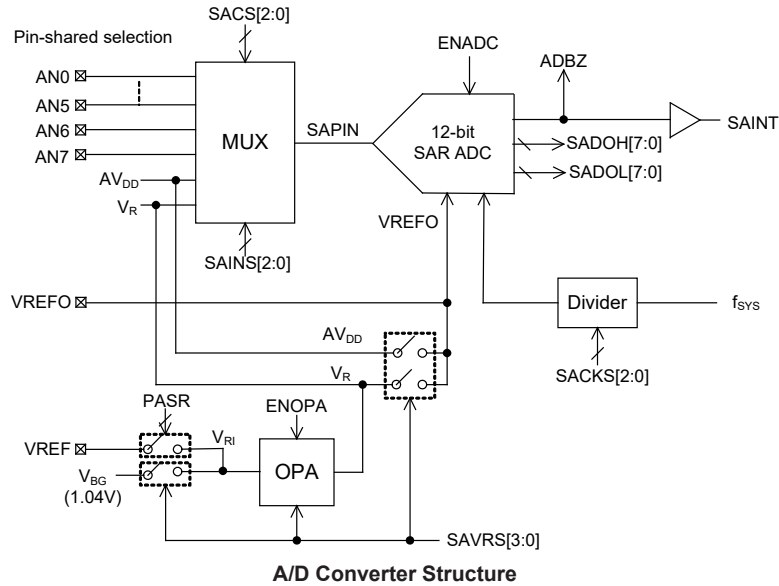 SACS[2:0]
Pin-shared selection
ENADC
ADBZ
AN0
AN5
AN6
AN7
AVDD
VR
MUX
SAPIN
12-bit
SAR ADC
SAINT
SADOH[7:0]
SADOL[7:0]
SAINS[2:0]
VREFO
VREFO
Divider
fSYS
SACKS[2:0]
AVDD
VR
PASR
ENOPA
VREF
VRI
VBG
(1.04V)
OPA
SAVRS[3:0]
A/D Converter Structure